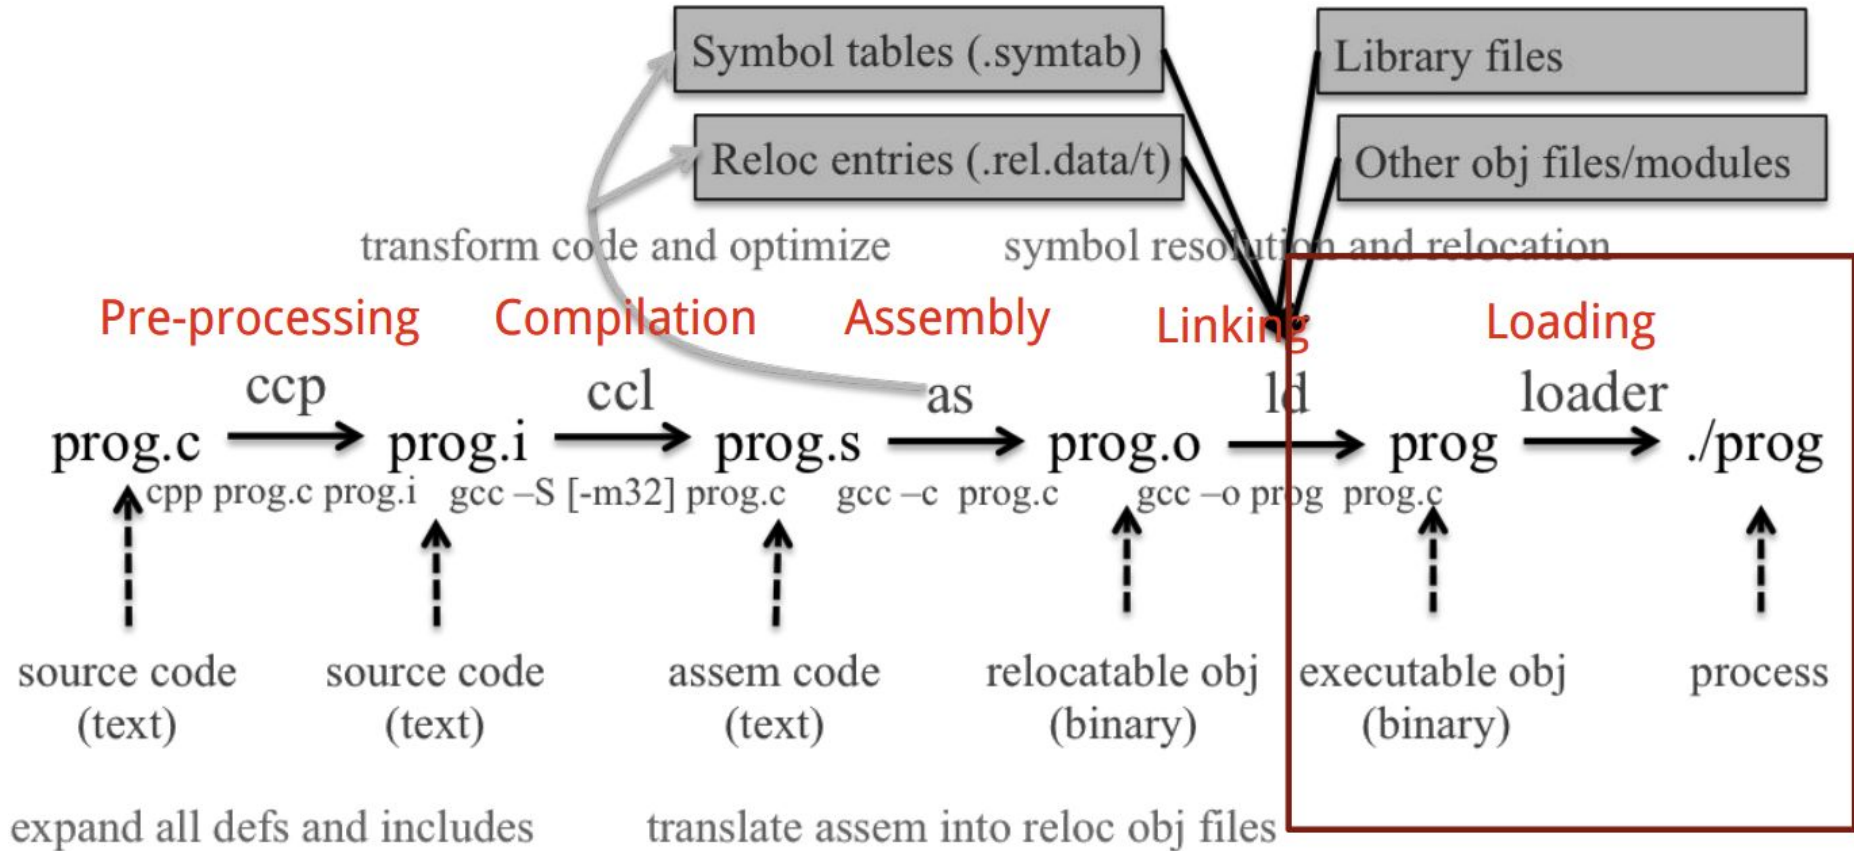 Symbol tables (.symtab)
Library files
Reloc entries (.rel.data/t)
Other obj files/modules
transform code and optimize
symbol resolution and relocation
Pre-processing
Compilation
Assembly
Linking
Loading
ccp
ccl
as
ld
loader
prog.c
prog.i
prog.s
prog.o
prog
./prog
cpp prog.c prog.i
gcc –S [-m32] prog.c
gcc –c prog.c
gcc –o prog prog.c
source code
(text)
source code
(text)
assem code
(text)
relocatable obj
(binary)
executable obj
(binary)
process
expand all defs and includes
translate assem into reloc obj files